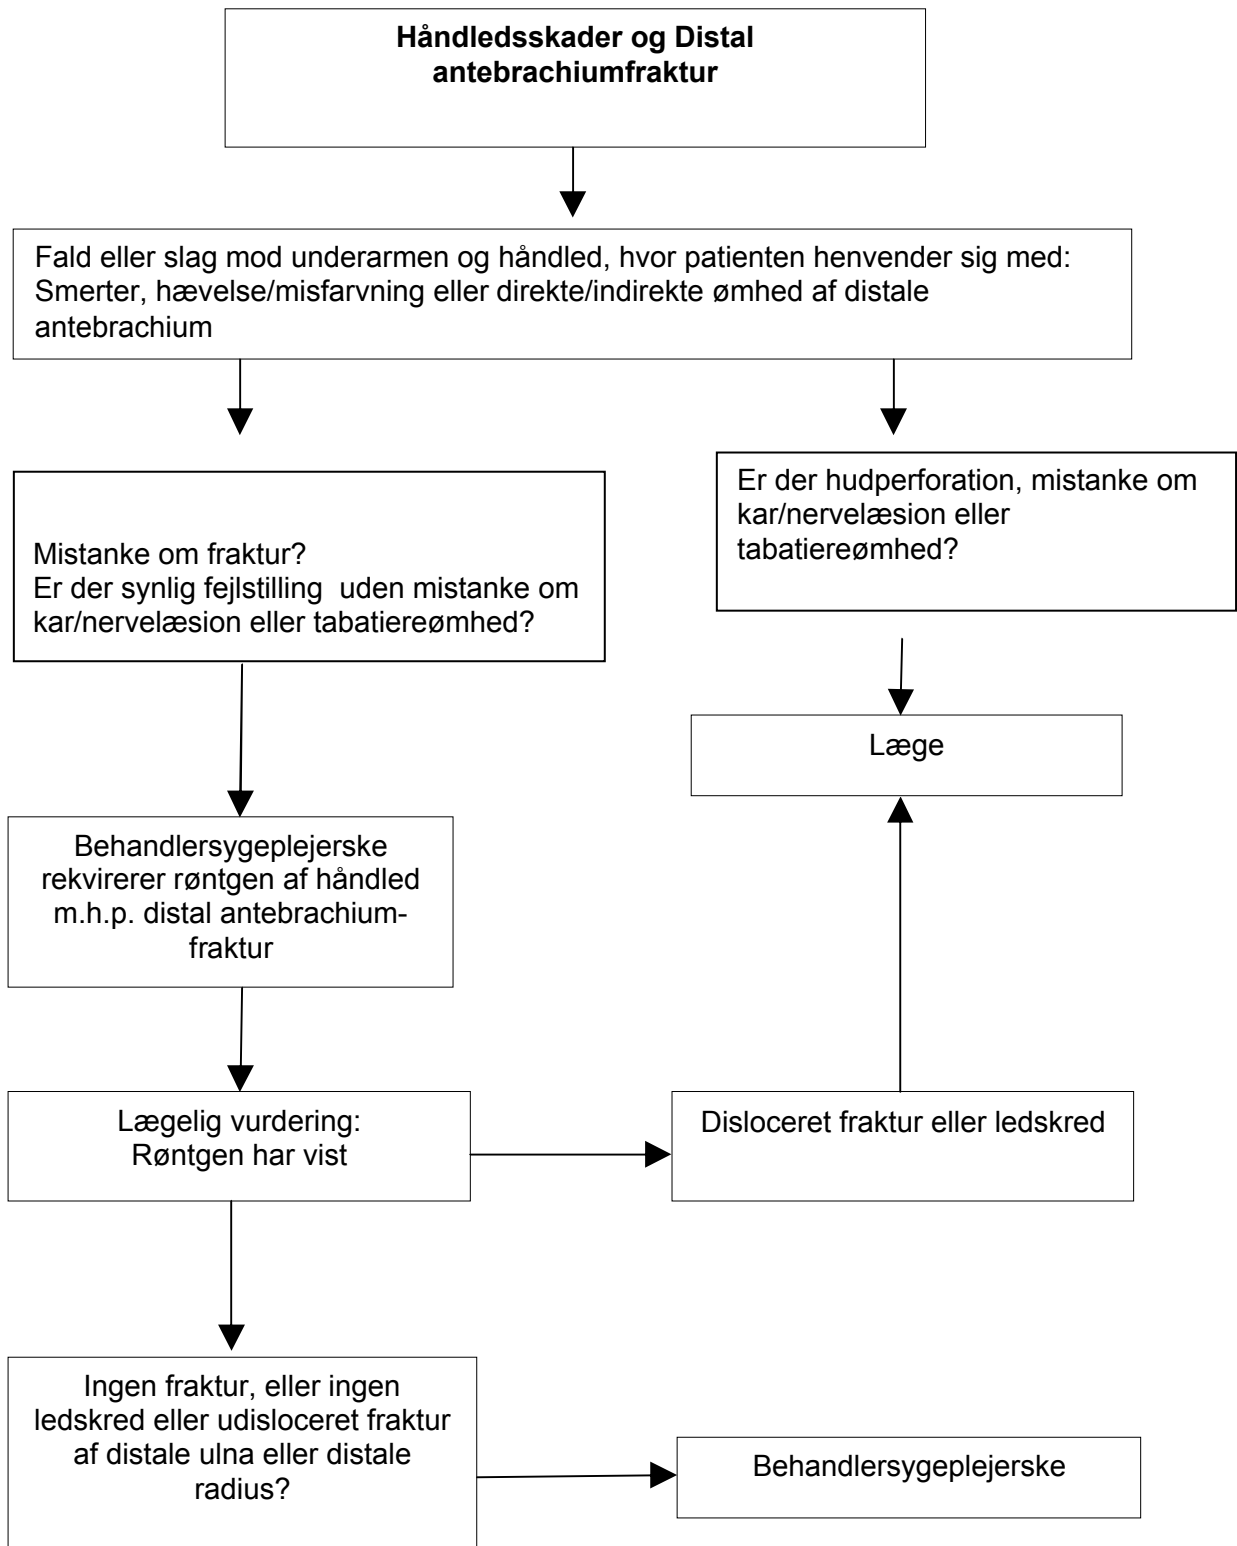 Håndledsskader og Distal
antebrachiumfraktur
Fald eller slag mod underarmen og håndled, hvor patienten henvender sig med:
Smerter, hævelse/misfarvning eller direkte/indirekte ømhed af distale
antebrachium
Mistanke om fraktur?
Er der synlig fejlstilling  uden mistanke om
kar/nervelæsion eller tabatiereømhed?
Er der hudperforation, mistanke om
kar/nervelæsion eller
tabatiereømhed?
Læge
Behandlersygeplejerske
rekvirerer røntgen af håndled
m.h.p. distal antebrachium-
fraktur
Lægelig vurdering:
Røntgen har vist
Disloceret fraktur eller ledskred
Ingen fraktur, eller ingen
ledskred eller udisloceret fraktur
af distale ulna eller distale
radius?
Behandlersygeplejerske